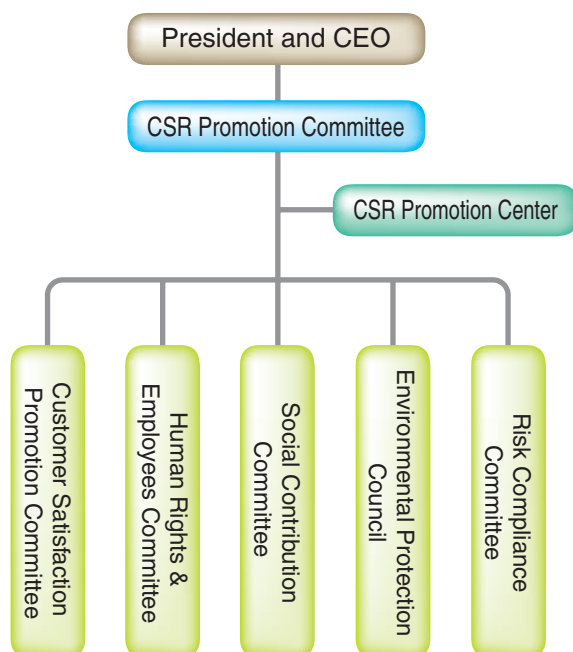 President and CEO
CSR Promotion Committee
CSR Promotion Center
Customer Satisfaction
Promotion Committee
Human Rights &
Employees Committee
Social Contribution
Committee
Environmental Protection
Council
Risk Compliance
Committee